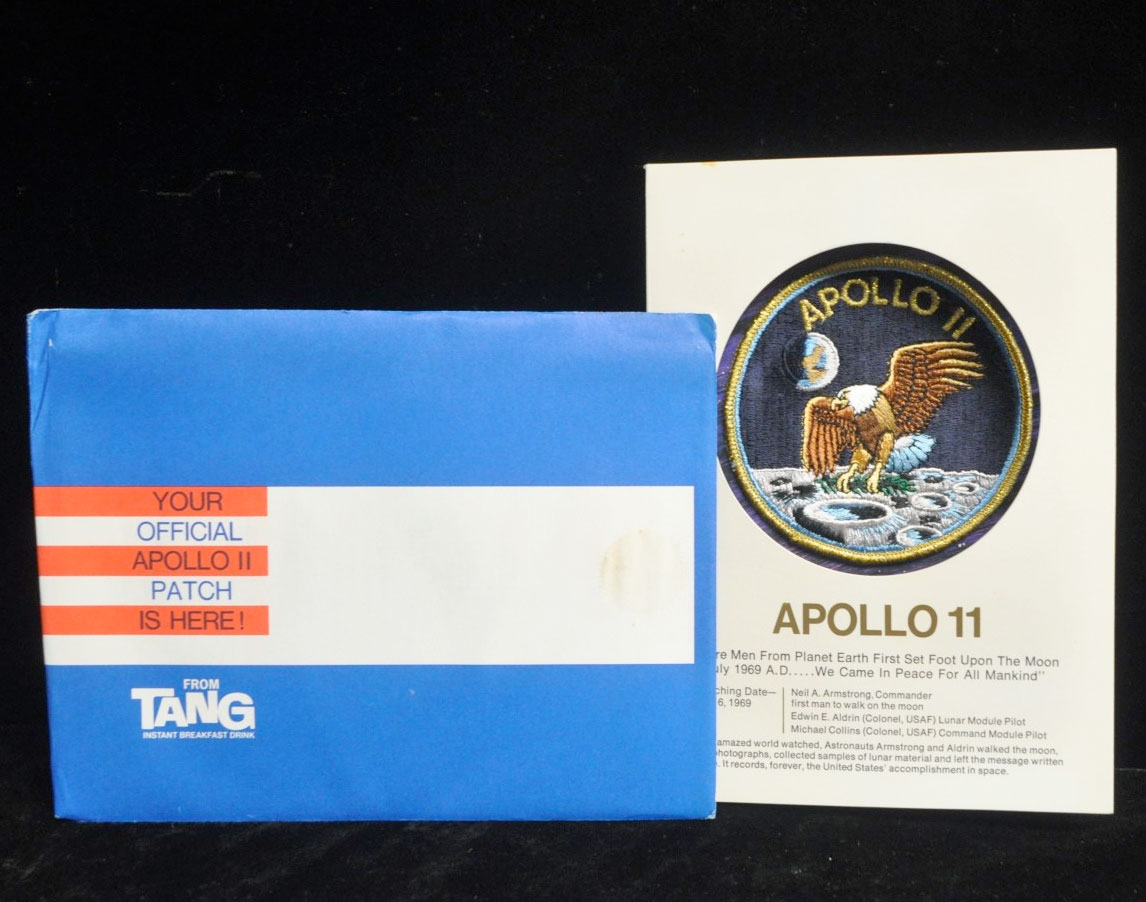 YOUR
OFFICIAL
APOLLO II
PATCH
IS HERE!
FROM
TANG
INSTANT BREAKFAST DRINK
APOLLO 11
APOLLO 11
Men From Planet Earth First Set Foot Upon The Moon
1969 A.D.....We Came In Peace For All Mankind"
Date—
1969
Neil A. Armstrong, Commander
first man to walk on the moon
Edwin E. Aldrin (Colonel, USAF) Lunar Module Pilot
Michael Collins (Colonel, USAF) Command Module Pilot
amazed world watched, Astronauts Armstrong and Aldrin walked the moon,
photographs, collected samples of lunar material and left the message written
. It records, forever, the United States' accomplishment in space.